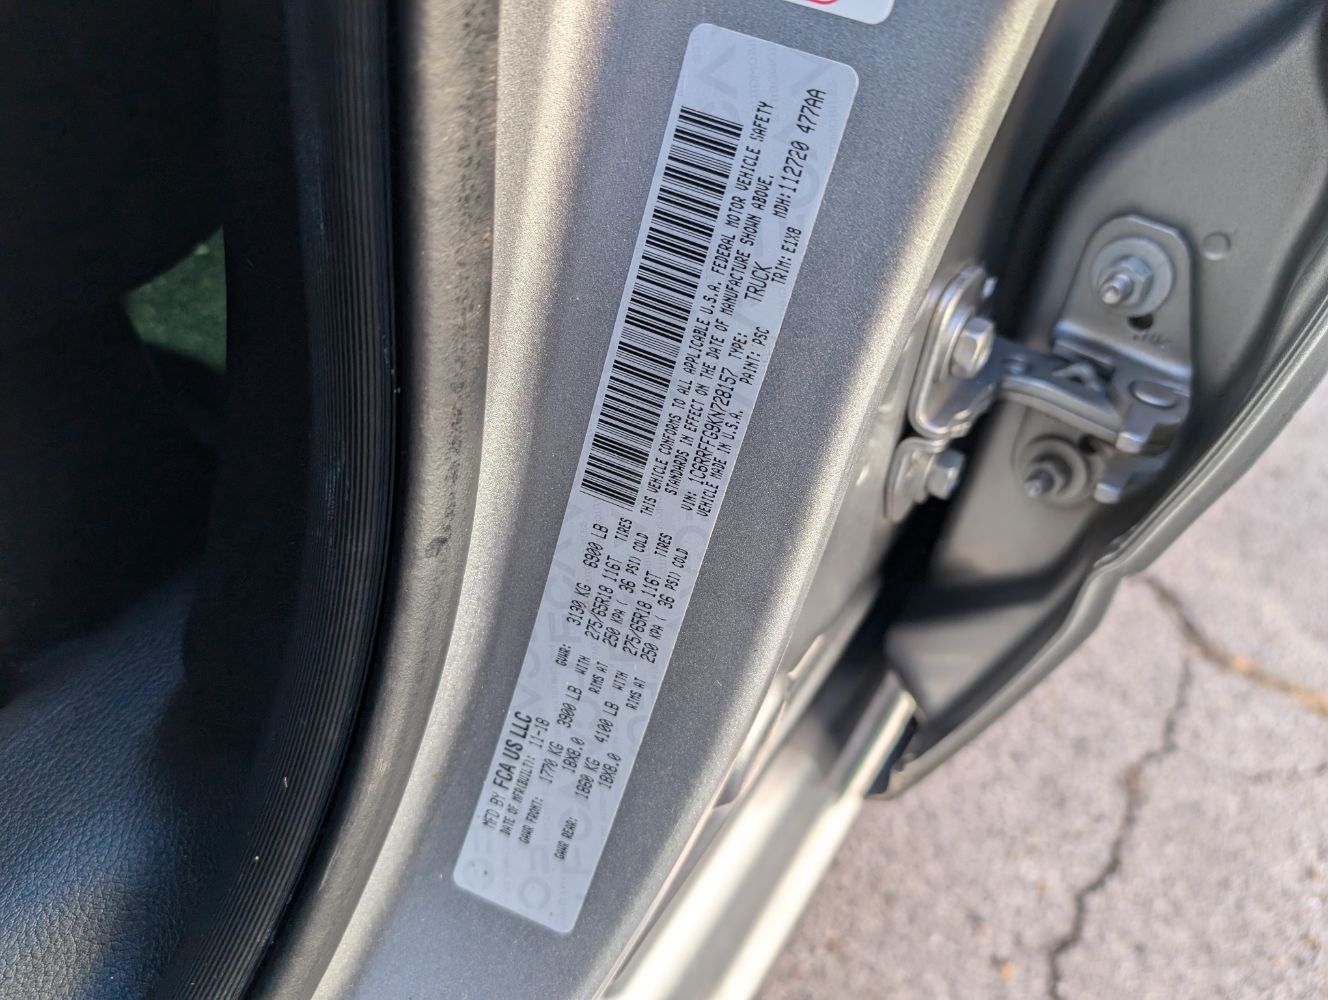 MFD BY FCA US LLC
DATE OF MFR(BUILT): 11-18 GVWR: 3130 KG 6900 LB
GAWR FRONT: 1770 KG 3900 LB WITH 275/65R18 116T TIRES
18X8.0 RIMS AT 250 KPA ( 36 PSI) COLD
GAWR REAR: 1860 KG 4100 LB WITH 275/65R18 116T TIRES
18X8.0 RIMS AT 250 KPA ( 36 PSI) COLD
THIS VEHICLE CONFORMS TO ALL APPLICABLE U.S.A. FEDERAL MOTOR VEHICLE SAFETY
STANDARDS IN EFFECT ON THE DATE OF MANUFACTURE SHOWN ABOVE.
VIN: 1C6RRFFG9KN728157 TYPE: TRUCK MDH:112720 477AA
VEHICLE MADE IN U.S.A. PAINT: PSC TRIM: E1X8